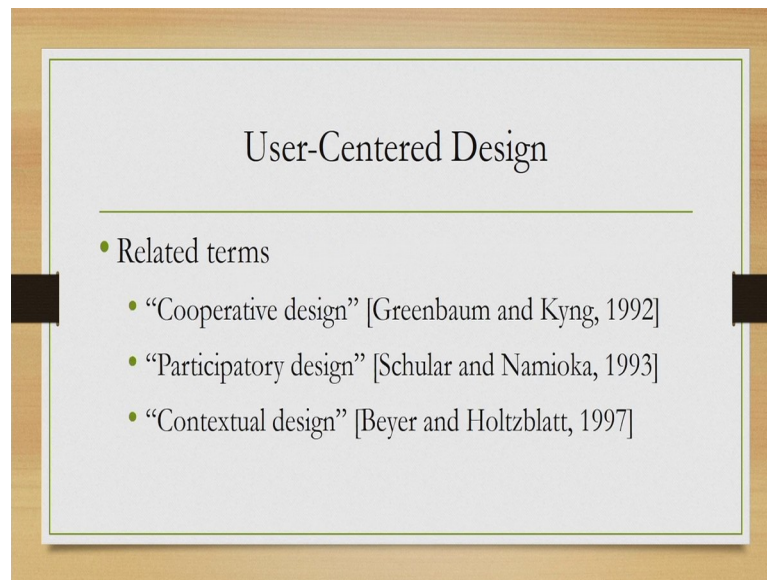 User-Centered Design
• Related terms
• “Cooperative design” [Greenbaum and Kyng, 1992]
• “Participatory design” [Schular and Namioka, 1993]
• “Contextual design” [Beyer and Holtzblatt, 1997]